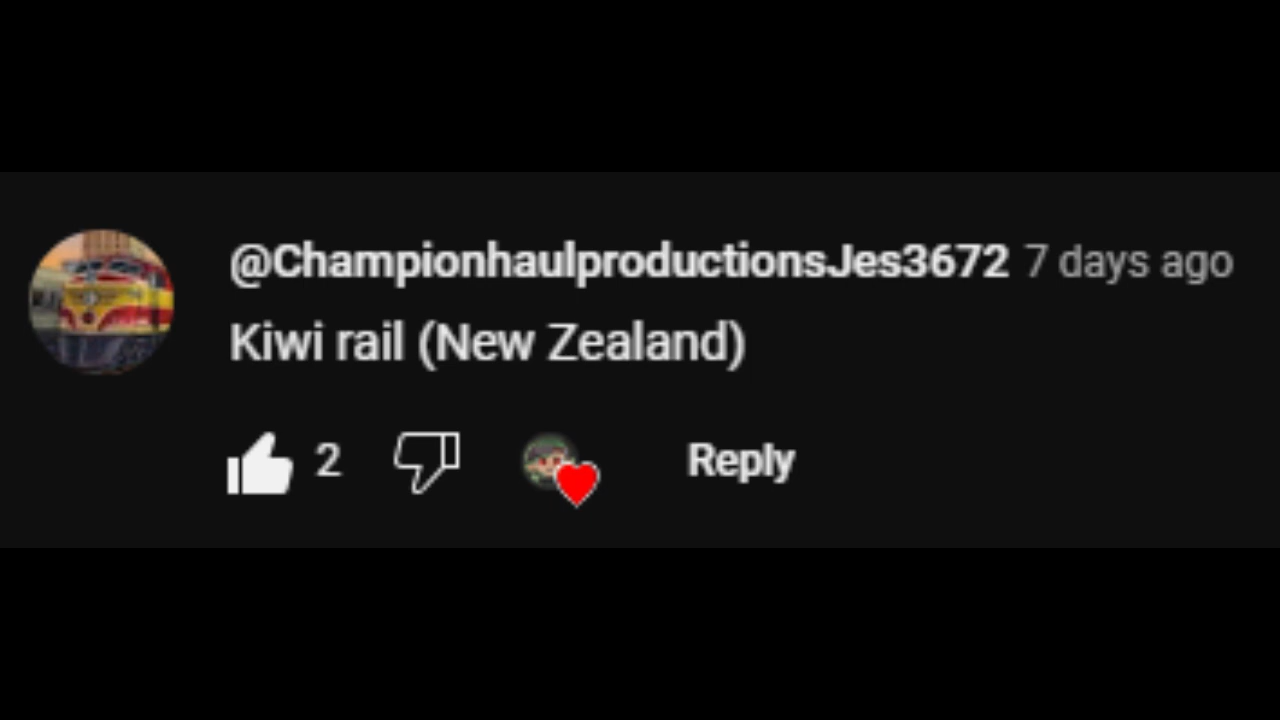 @ChampionhaulproductionsJes3672 7 days ago
Kiwi rail (New Zealand)
2 Reply